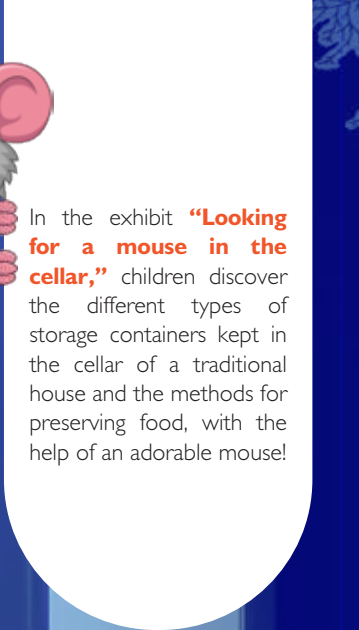 In the exhibit “Looking
for a mouse in the
cellar,” children discover
the different types of
storage containers kept in
the cellar of a traditional
house and the methods for
preserving food, with the
help of an adorable mouse!